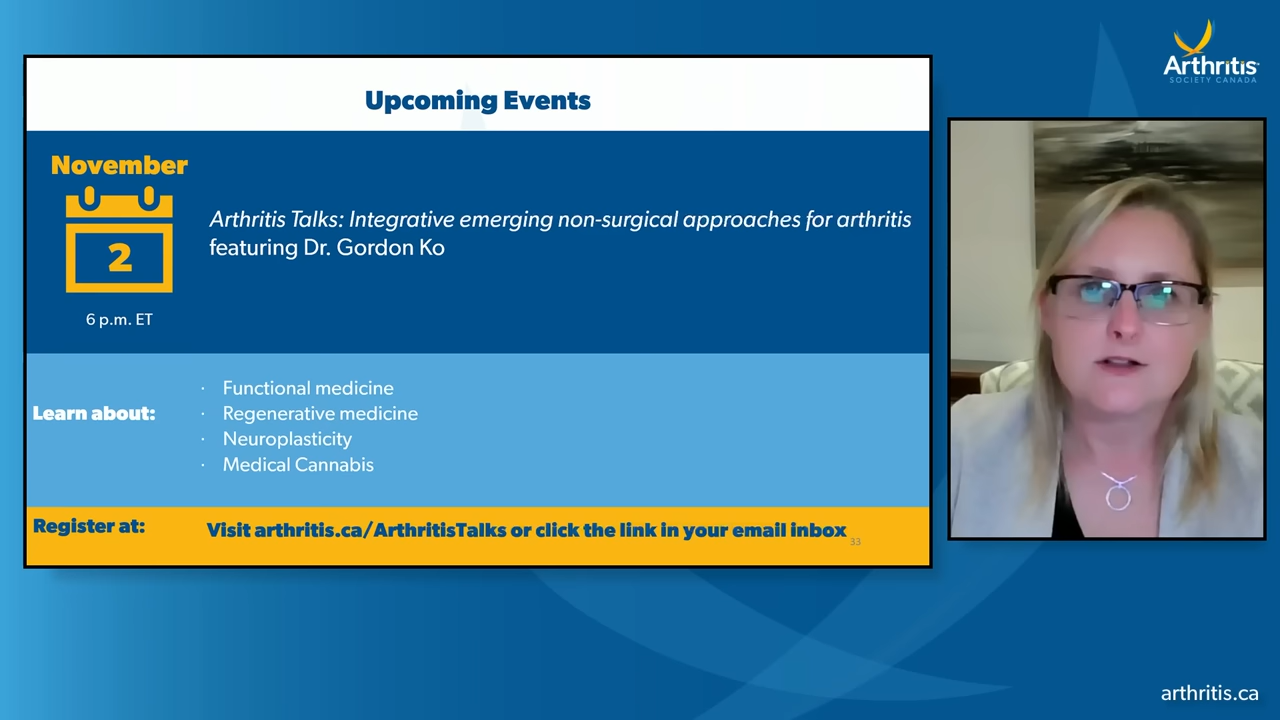 Arthritis
SOCIETY CANADA
Upcoming Events
November
2
6 p.m. ET
Arthritis Talks: Integrative emerging non-surgical approaches for arthritis
featuring Dr. Gordon Ko
Learn about:
· Functional medicine
· Regenerative medicine
· Neuroplasticity
· Medical Cannabis
Register at:
Visit arthritis.ca/ArthritisTalks or click the link in your email inbox
33
arthritis.ca